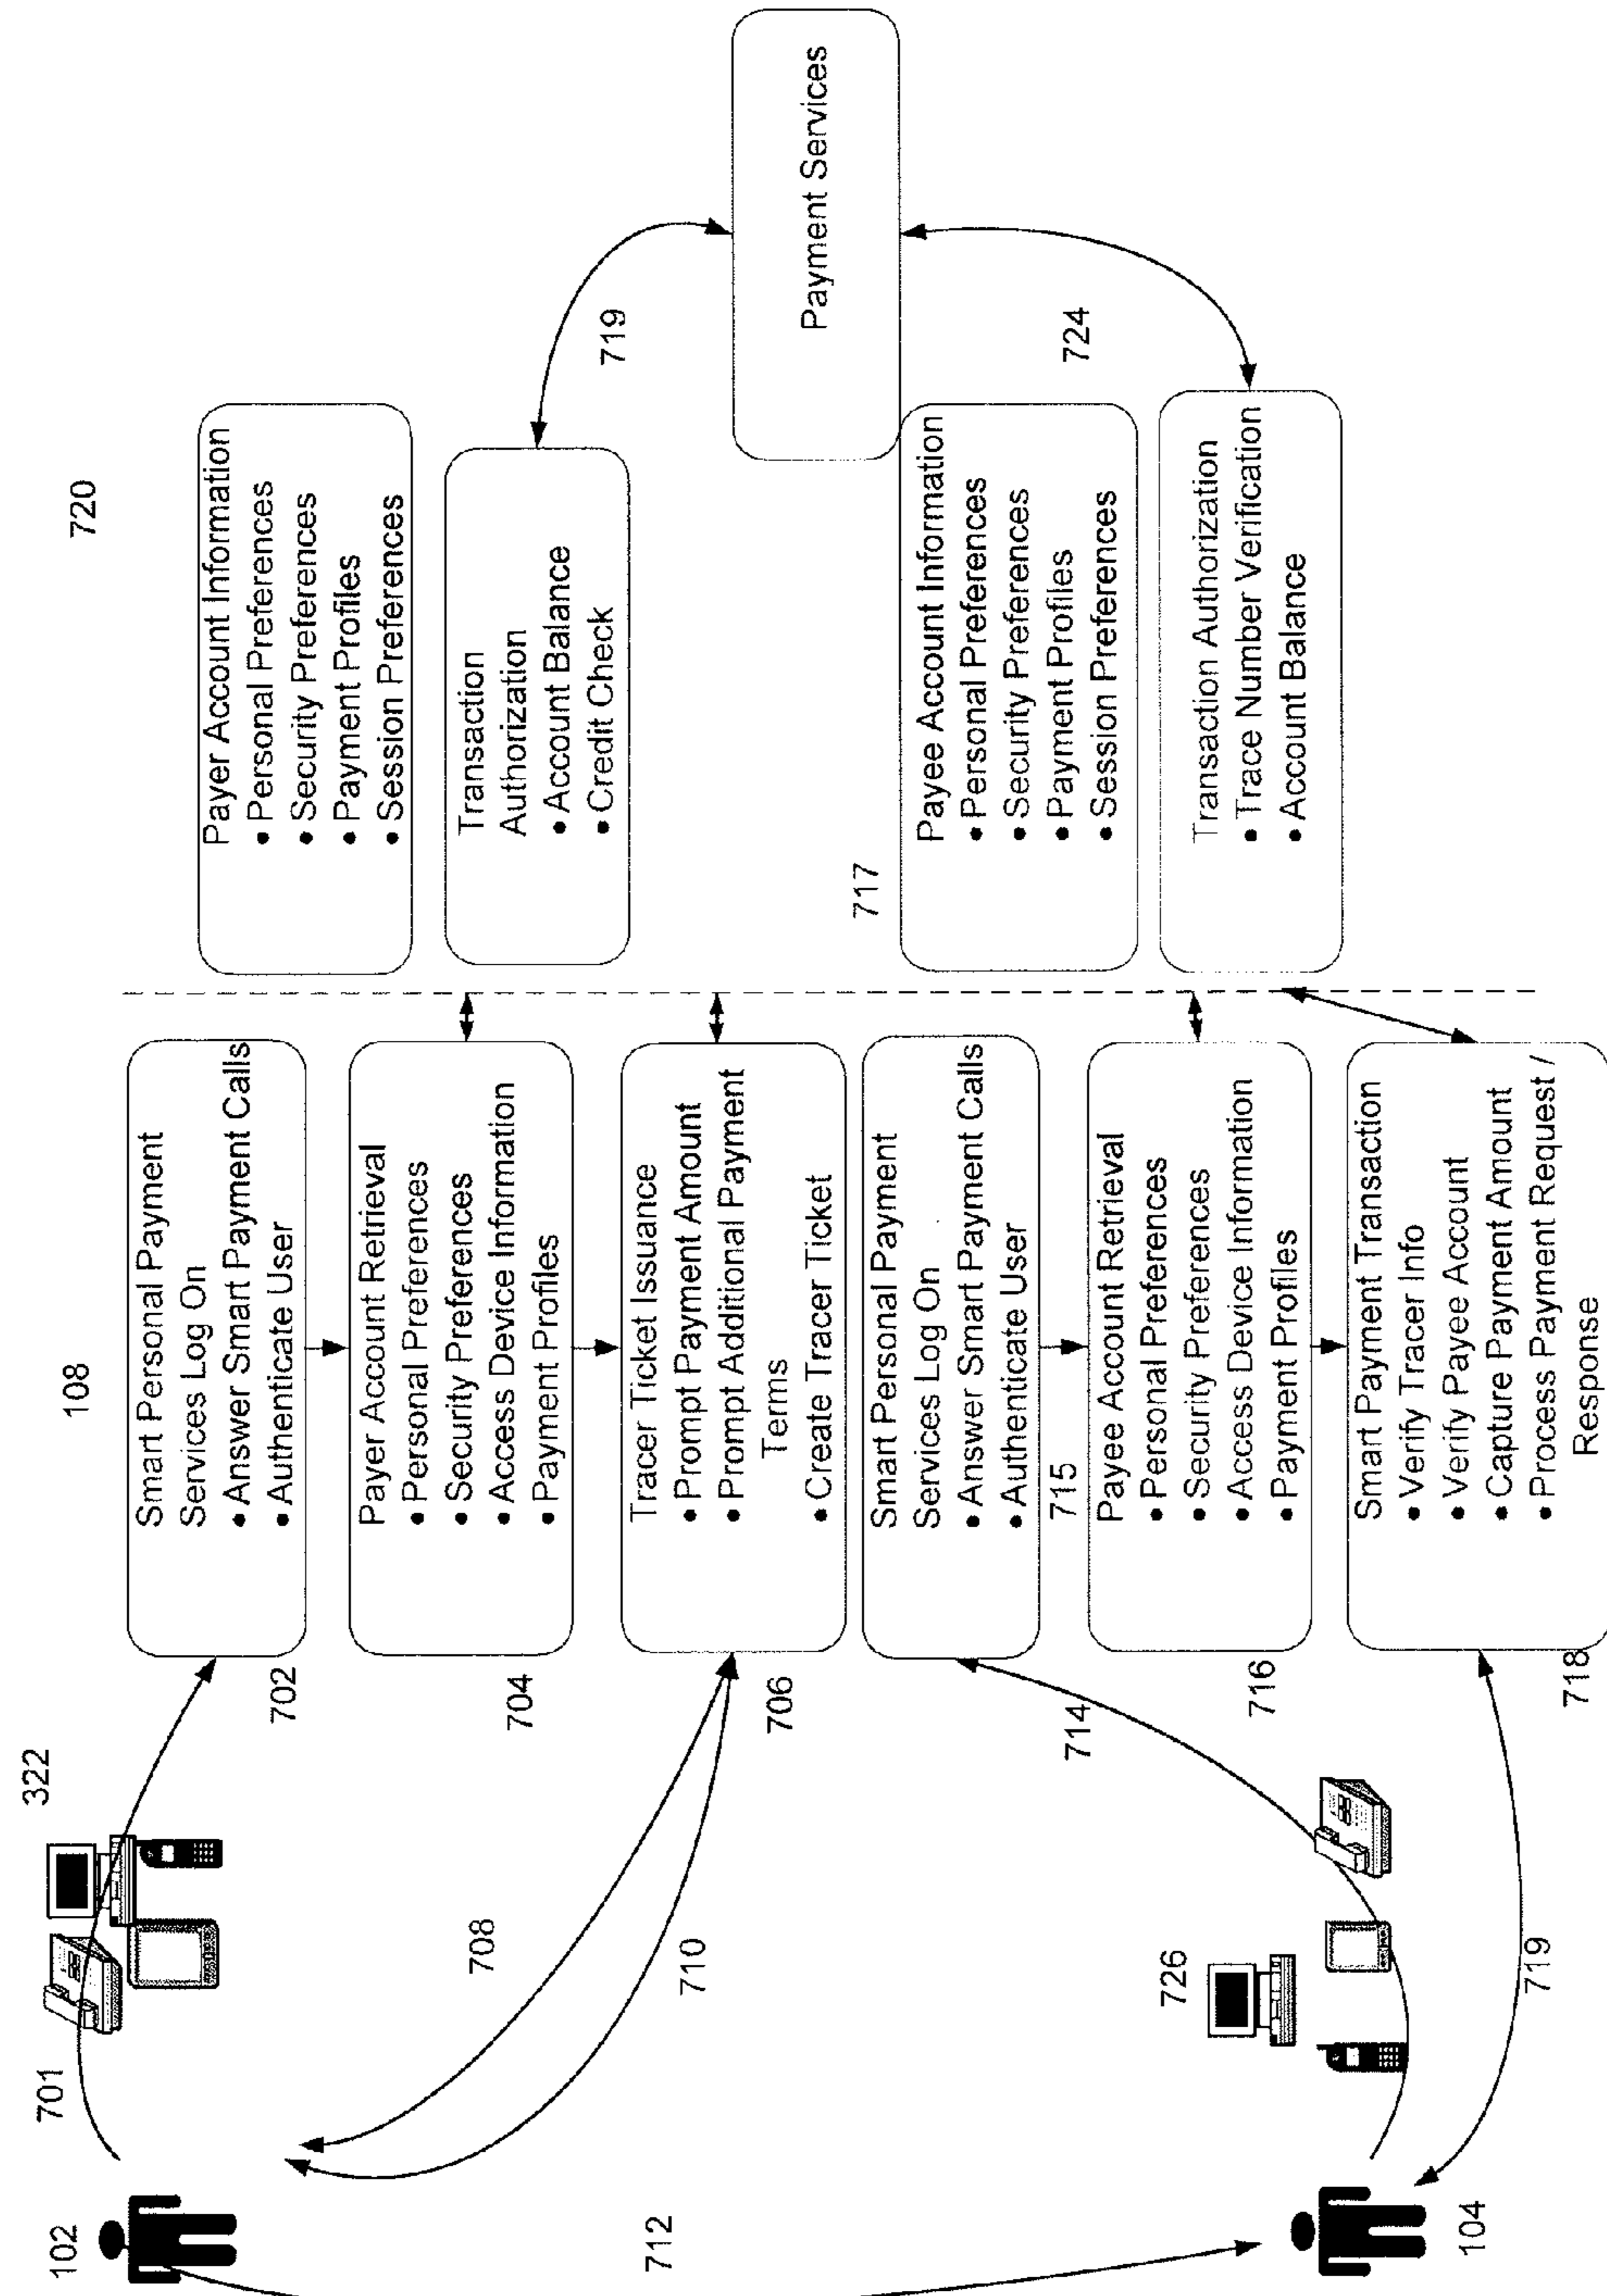 720
Payer Account Information
• Personal Preferences
• Security Preferences
• Payment Profiles
• Session Preferences
Transaction
Authorization
• Account Balance
• Credit Check
719
Payment Services
717
Payee Account Information
• Personal Preferences
• Security Preferences
• Payment Profiles
• Session Preferences
724
Transaction Authorization
• Trace Number Verification
• Account Balance
108
Smart Personal Payment
Services Log On
• Answer Smart Payment Calls
• Authenticate User
702
Payer Account Retrieval
• Personal Preferences
• Security Preferences
• Access Device Information
• Payment Profiles
704
Tracer Ticket Issuance
• Prompt Payment Amount
• Prompt Additional Payment
Terms
• Create Tracer Ticket
706
Smart Personal Payment
Services Log On
• Answer Smart Payment Calls
• Authenticate User
714
715
Payee Account Retrieval
• Personal Preferences
• Security Preferences
• Access Device Information
• Payment Profiles
716
Smart Payment Transaction
• Verify Tracer Info
• Verify Payee Account
• Capture Payment Amount
• Process Payment Request /
Response
718
322
701
708
710
726
719
102
712
104